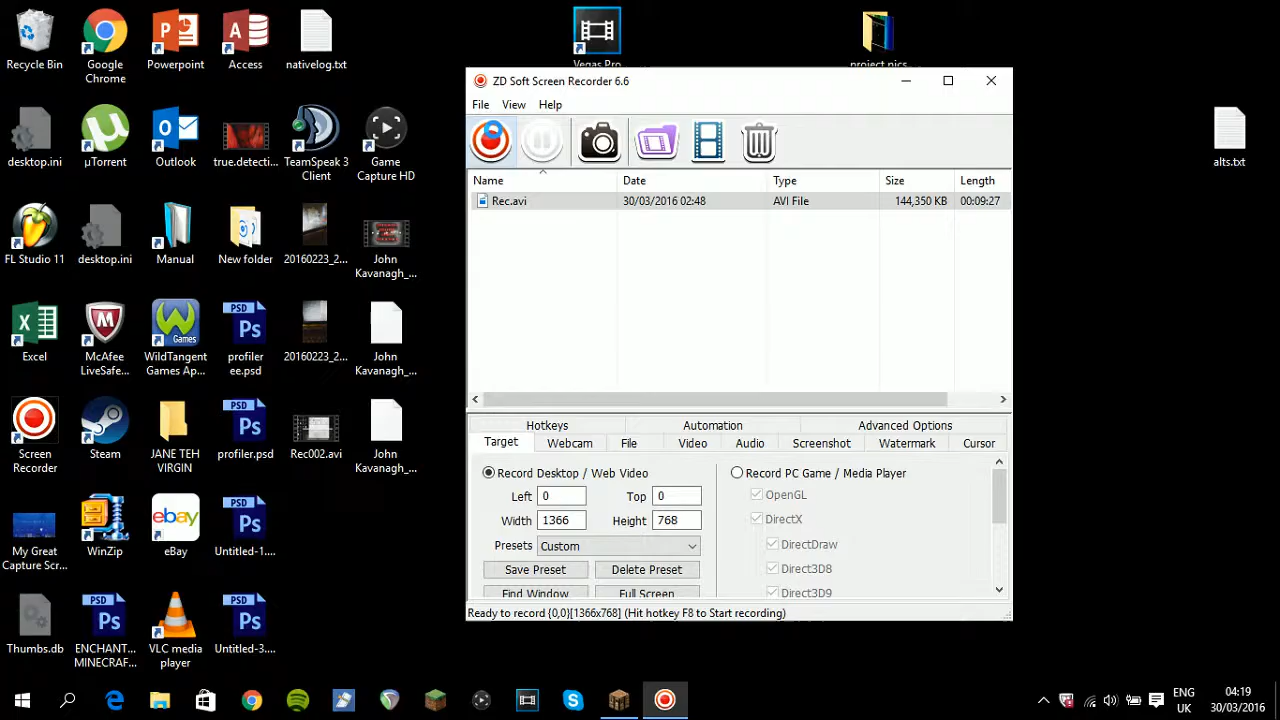 Recycle Bin
Google
Chrome
Powerpoint
Access
nativelog.txt
Vegas Pro
project pics
desktop.ini
µTorrent
Outlook
true.detecti...
TeamSpeak 3
Client
Game
Capture HD
alts.txt
FL Studio 11
desktop.ini
Manual
New folder
20160223_2...
John
Kavanagh_...
Excel
McAfee
LiveSafe...
WildTangent
Games Ap...
profiler
ee.psd
20160223_2...
John
Kavanagh_...
Screen
Recorder
Steam
JANE TEH
VIRGIN
profiler.psd
Rec002.avi
John
Kavanagh_...
My Great
Capture Scr...
WinZip
eBay
Untitled-1....
Thumbs.db
ENCHANT...
MINECRAF...
VLC media
player
Untitled-3....
ZD Soft Screen Recorder 6.6
File View Help
Name Date Type Size Length
Rec.avi 30/03/2016 02:48 AVI File 144,350 KB 00:09:27
Hotkeys Automation Advanced Options
Target Webcam File Video Audio Screenshot Watermark Cursor
Record Desktop / Web Video
Left 0 Top 0
Width 1366 Height 768
Presets Custom
Save Preset Delete Preset
Find Window Full Screen
Record PC Game / Media Player
OpenGL
DirectX
DirectDraw
Direct3D8
Direct3D9
Ready to record {0,0}[1366x768] (Hit hotkey F8 to Start recording)
ENG
UK
04:19
30/03/2016